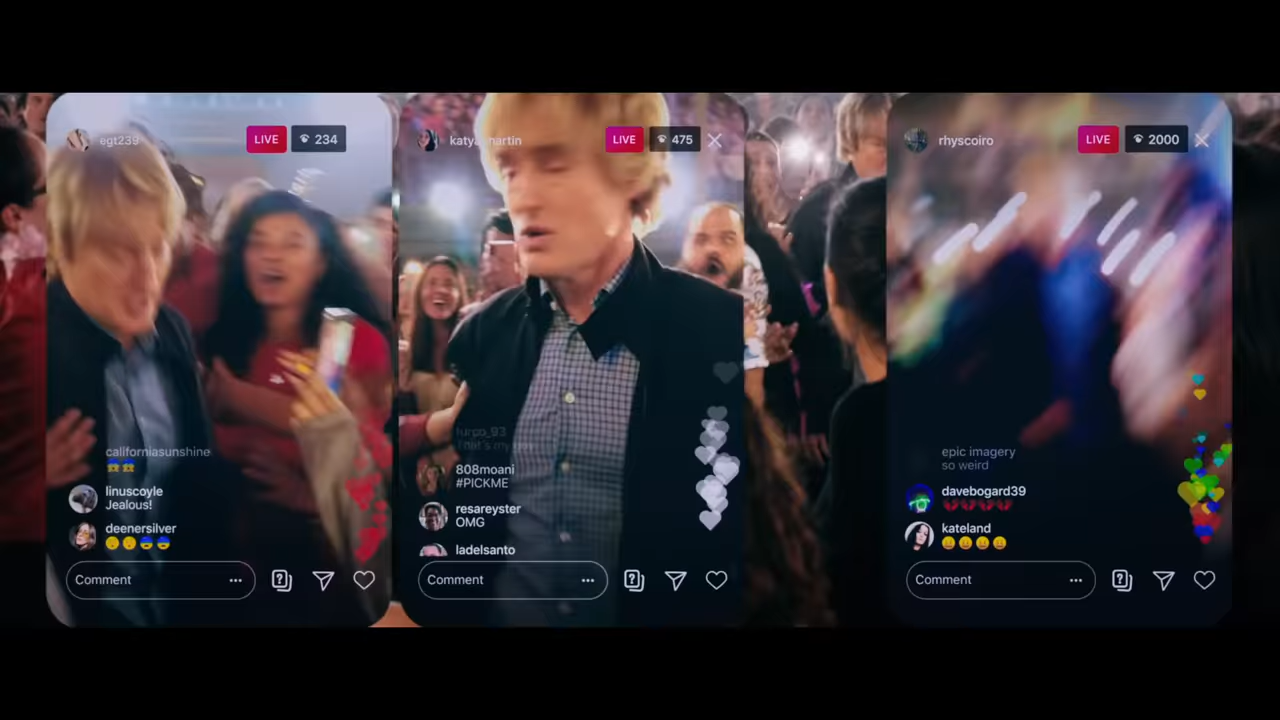 egt239
LIVE
234
californiasunshine
linuscoyle
Jealous!
deenersilver
Comment
LIVE
475
808moani
#PICKME
resareyster
OMG
ladelsanto
Comment
rhyscoiro
LIVE
2000
epic imagery
so weird
davebogard39
kateland
Comment